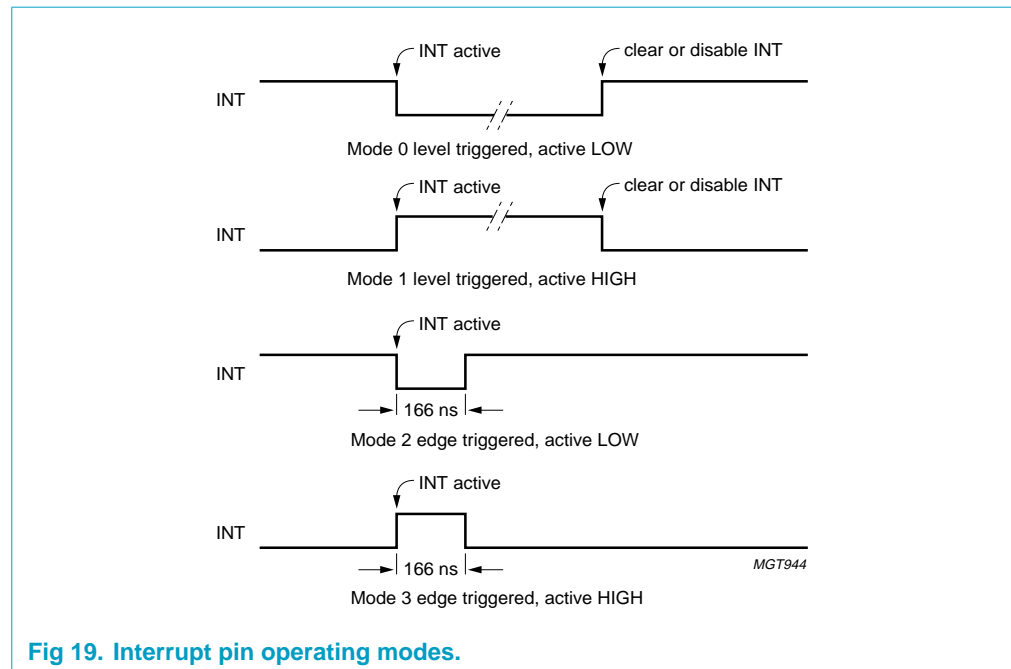 INT active
clear or disable INT
INT
Mode 0 level triggered, active LOW
INT active
clear or disable INT
INT
Mode 1 level triggered, active HIGH
INT active
INT
166 ns
Mode 2 edge triggered, active LOW
INT active
INT
166 ns
MGT944
Mode 3 edge triggered, active HIGH
Fig 19. Interrupt pin operating modes.